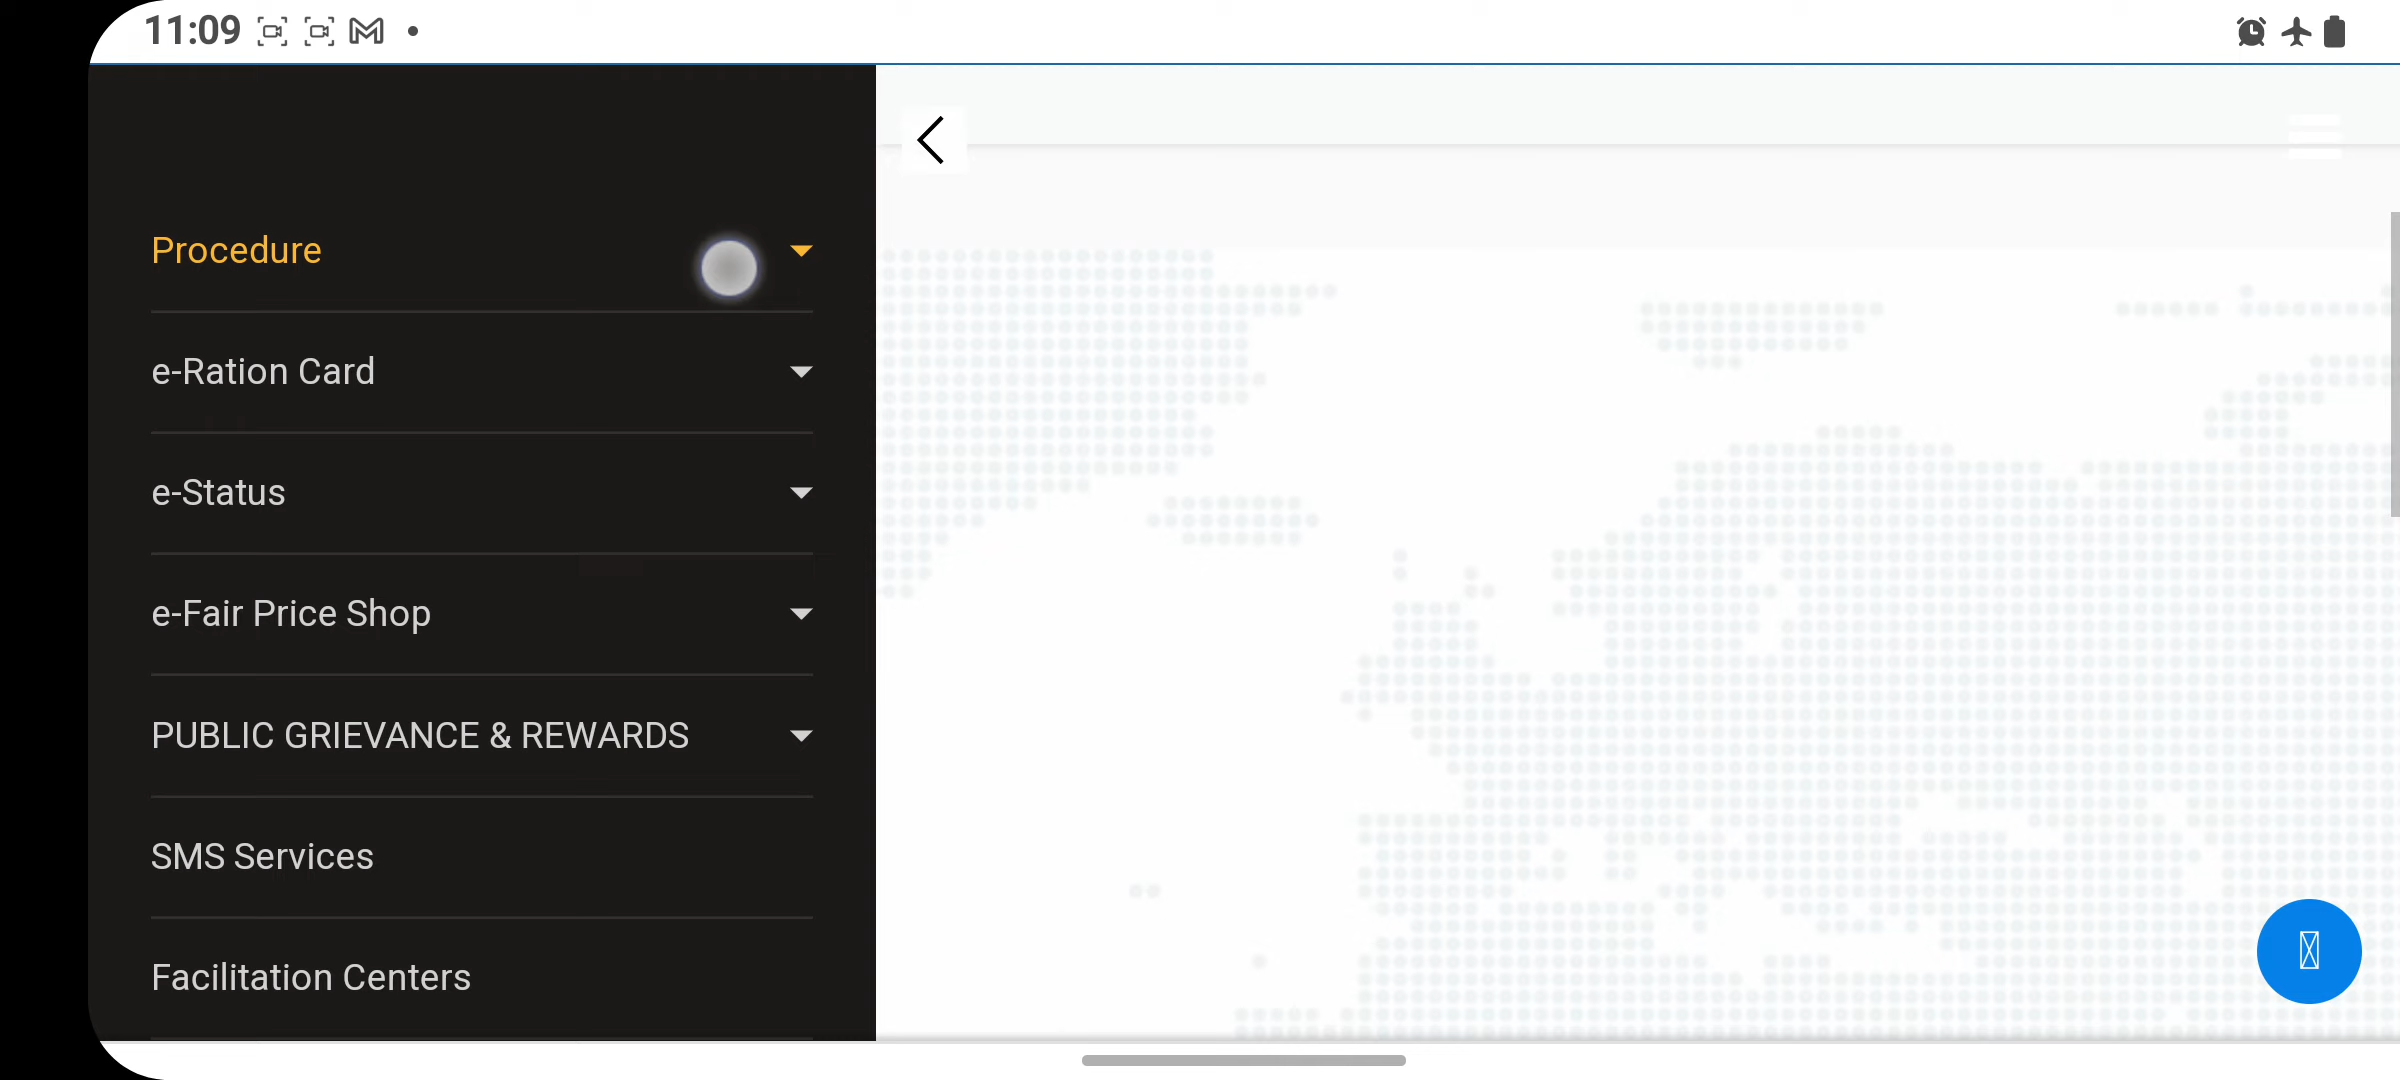 11:09
Procedure
e-Ration Card
e-Status
e-Fair Price Shop
PUBLIC GRIEVANCE & REWARDS
SMS Services
Facilitation Centers